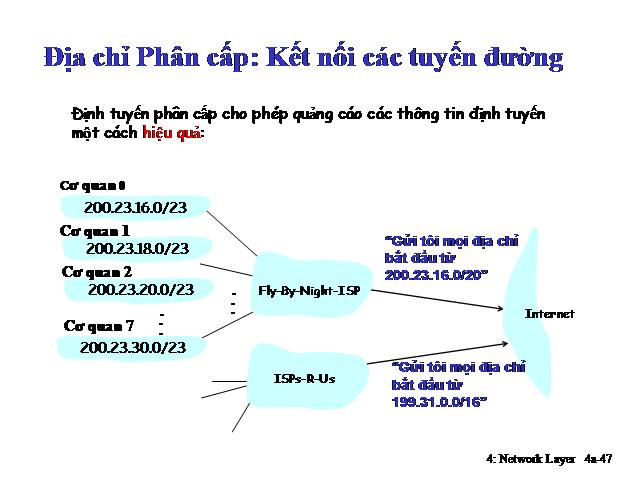 Địa chỉ Phân cấp: Kết nối các tuyến đường
Định tuyến phân cấp cho phép quảng cáo các thông tin định tuyến
một cách hiệu quả:
Cơ quan 0
200.23.16.0/23
Cơ quan 1
200.23.18.0/23
Cơ quan 2
200.23.20.0/23
Cơ quan 7
200.23.30.0/23
Fly-By-Night-ISP
ISPs-R-Us
“Gửi tôi mọi địa chỉ
bắt đầu từ
200.23.16.0/20”
Internet
“Gửi tôi mọi địa chỉ
bắt đầu từ
199.31.0.0/16”
4: Network Layer 4a-47